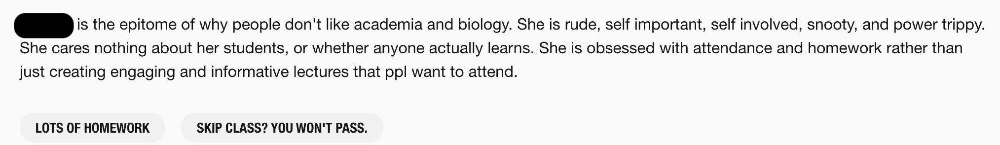 is the epitome of why people don't like academia and biology. She is rude, self important, self involved, snooty, and power trippy.
She cares nothing about her students, or whether anyone actually learns. She is obsessed with attendance and homework rather than
just creating engaging and informative lectures that ppl want to attend.
LOTS OF HOMEWORK
SKIP CLASS? YOU WON'T PASS.